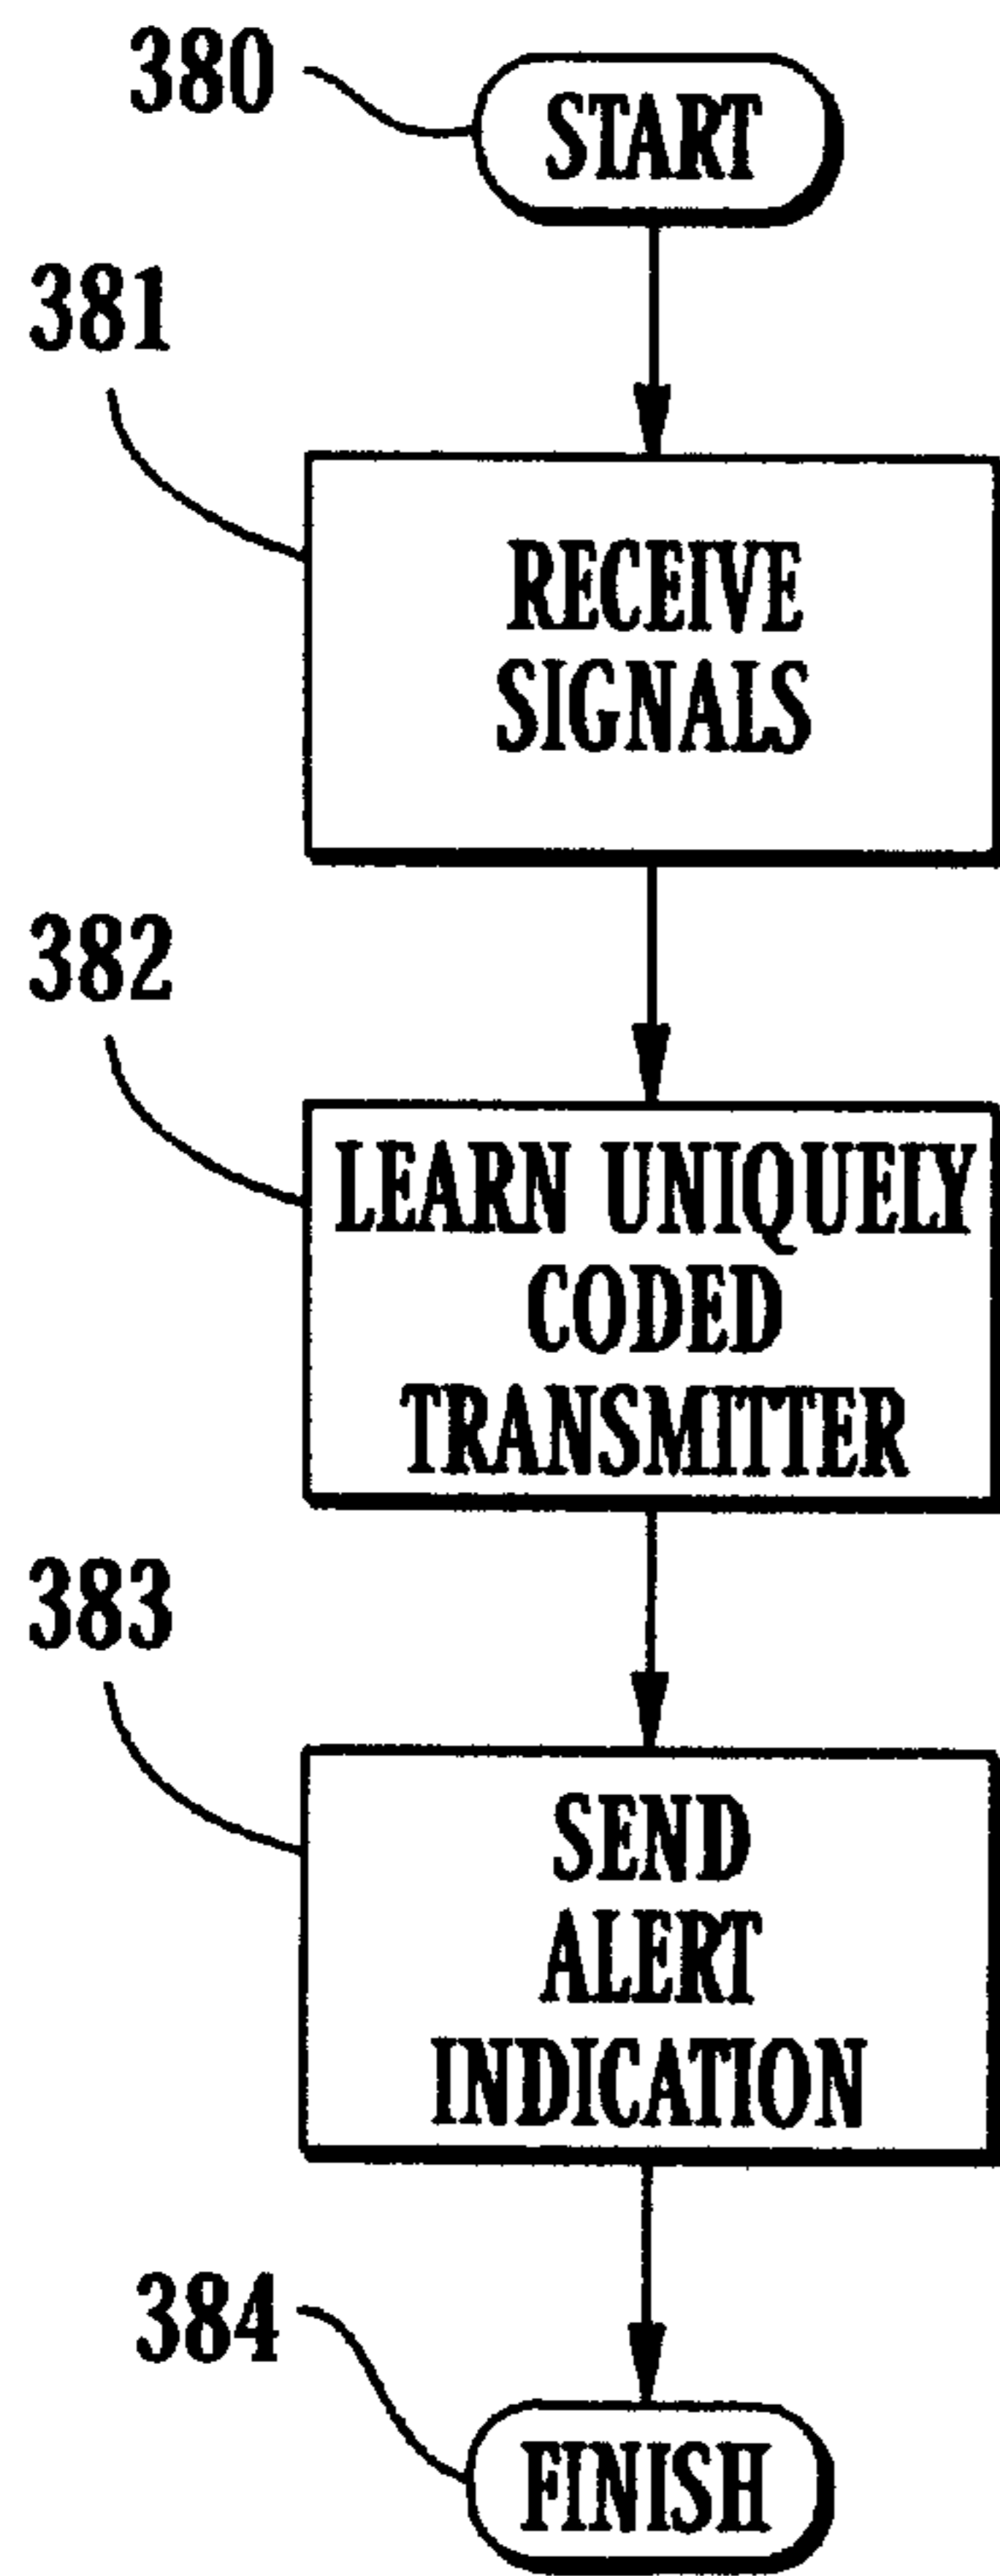 380
START
381
RECEIVE
SIGNALS
382
LEARN UNIQUELY
CODED
TRANSMITTER
383
SEND
ALERT
INDICATION
384
FINISH